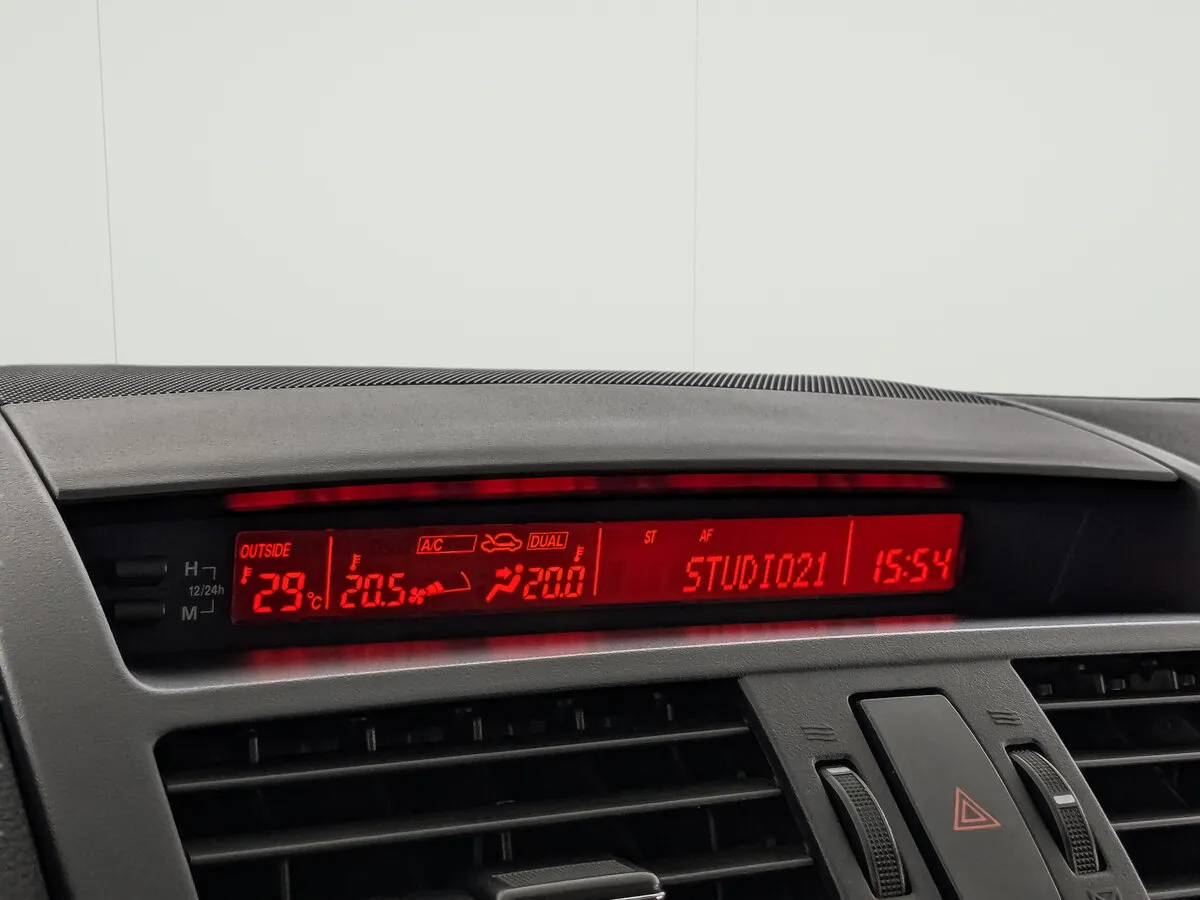 OUTSIDE
29°C
20.5
A/C
DUAL
20.0
ST
AF
STUDIO21
15:54
H
12/24h
M